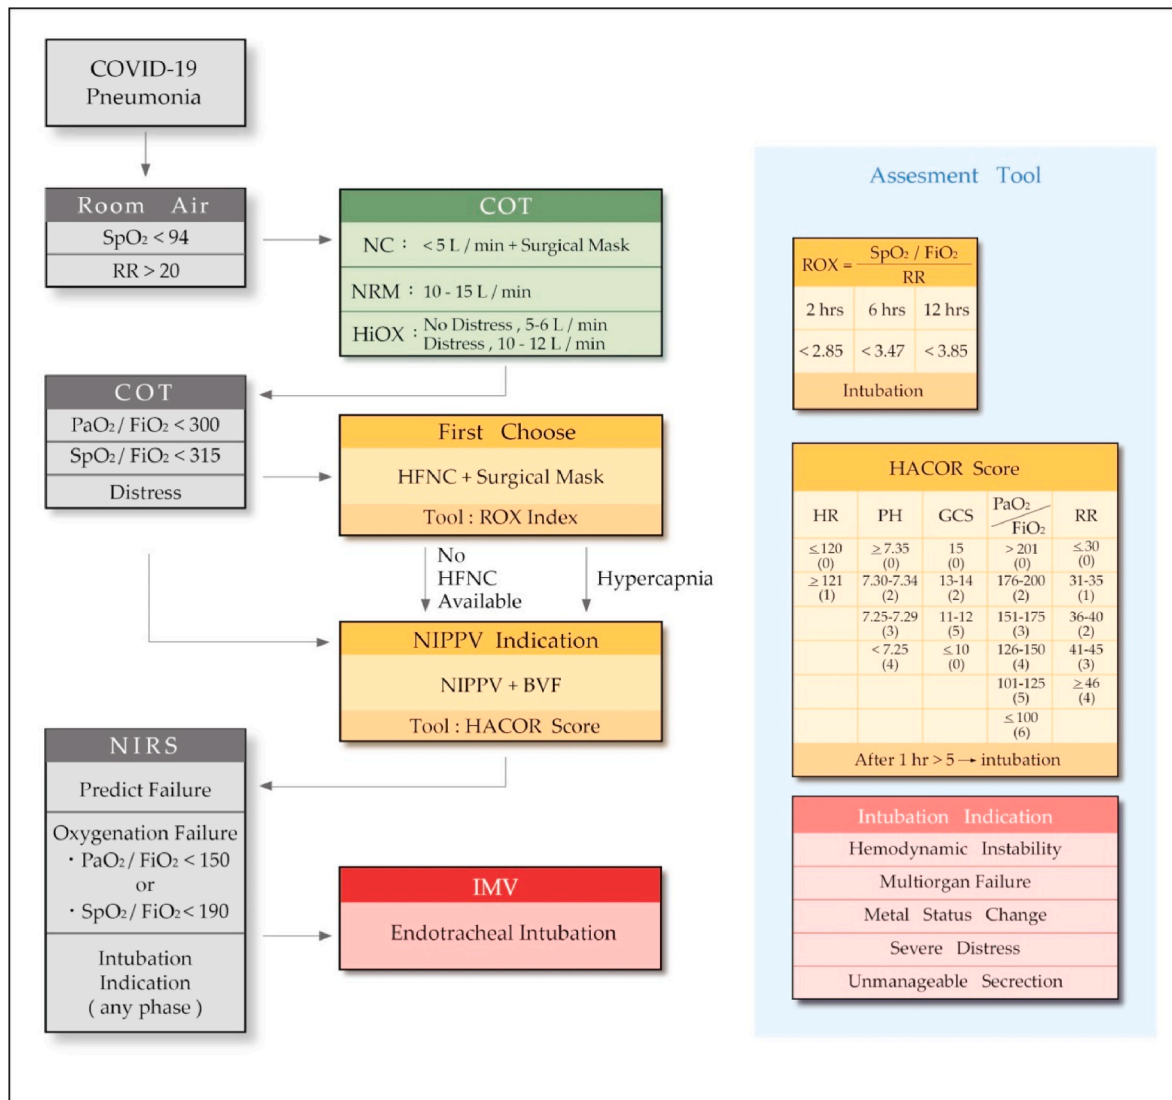 COVID-19
Pneumonia
Room Air
SpO₂ < 94
RR > 20
COT
NC : < 5 L / min + Surgical Mask
NRM : 10 - 15 L / min
HiOX : No Distress , 5-6 L / min
Distress , 10 - 12 L / min
COT
PaO₂ / FiO₂ < 300
SpO₂ / FiO₂ < 315
Distress
First Choose
HFNC + Surgical Mask
Tool : ROX Index
No
HFNC
Available
Hypercapnia
NIPPV Indication
NIPPV + BVF
Tool : HACOR Score
NIRS
Predict Failure
Oxygenation Failure
· PaO₂ / FiO₂ < 150
or
· SpO₂ / FiO₂ < 190
Intubation
Indication
( any phase )
IMV
Endotracheal Intubation
Assesment Tool
ROX = SpO₂ / FiO₂
RR
2 hrs 6 hrs 12 hrs
< 2.85 < 3.47 < 3.85
Intubation
HACOR Score
HR PH GCS PaO₂ / FiO₂ RR
≤120 ≥ 7.35 15 > 201 ≤30
(0) (0) (0) (0) (0)
≥ 121 7.30-7.34 13-14 176-200 31-35
(1) (2) (2) (2) (1)
7.25-7.29 11-12 151-175 36-40
(3) (5) (3) (2)
< 7.25 ≤ 10 126-150 41-45
(4) (0) (4) (3)
101-125 ≥ 46
(5) (4)
≤ 100
(6)
After 1 hr > 5 → intubation
Intubation Indication
Hemodynamic Instability
Multiorgan Failure
Metal Status Change
Severe Distress
Unmanageable Secretion